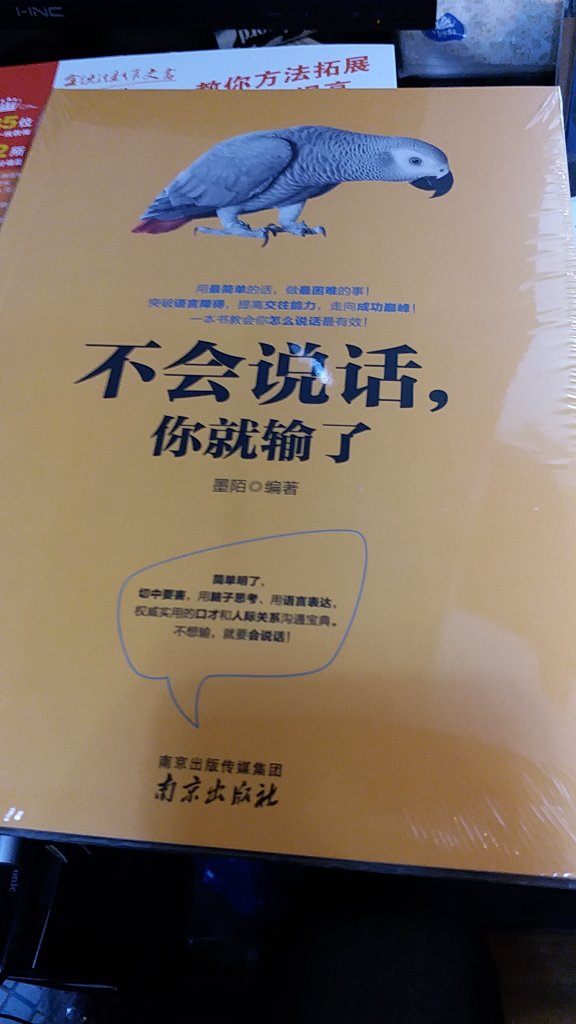 教你方法拓展
用最简单的话，做最困难的事！
突破语言障碍，提高交往能力，走向成功巅峰！
一本书教会你怎么说话最有效！
不会说话，
你就输了
墨陌◎编著
简单明了，
切中要害，用脑子思考、用语言表达，
权威实用的口才和人际关系沟通宝典。
不想输，就要会说话！
南京出版传媒集团
南京出版社